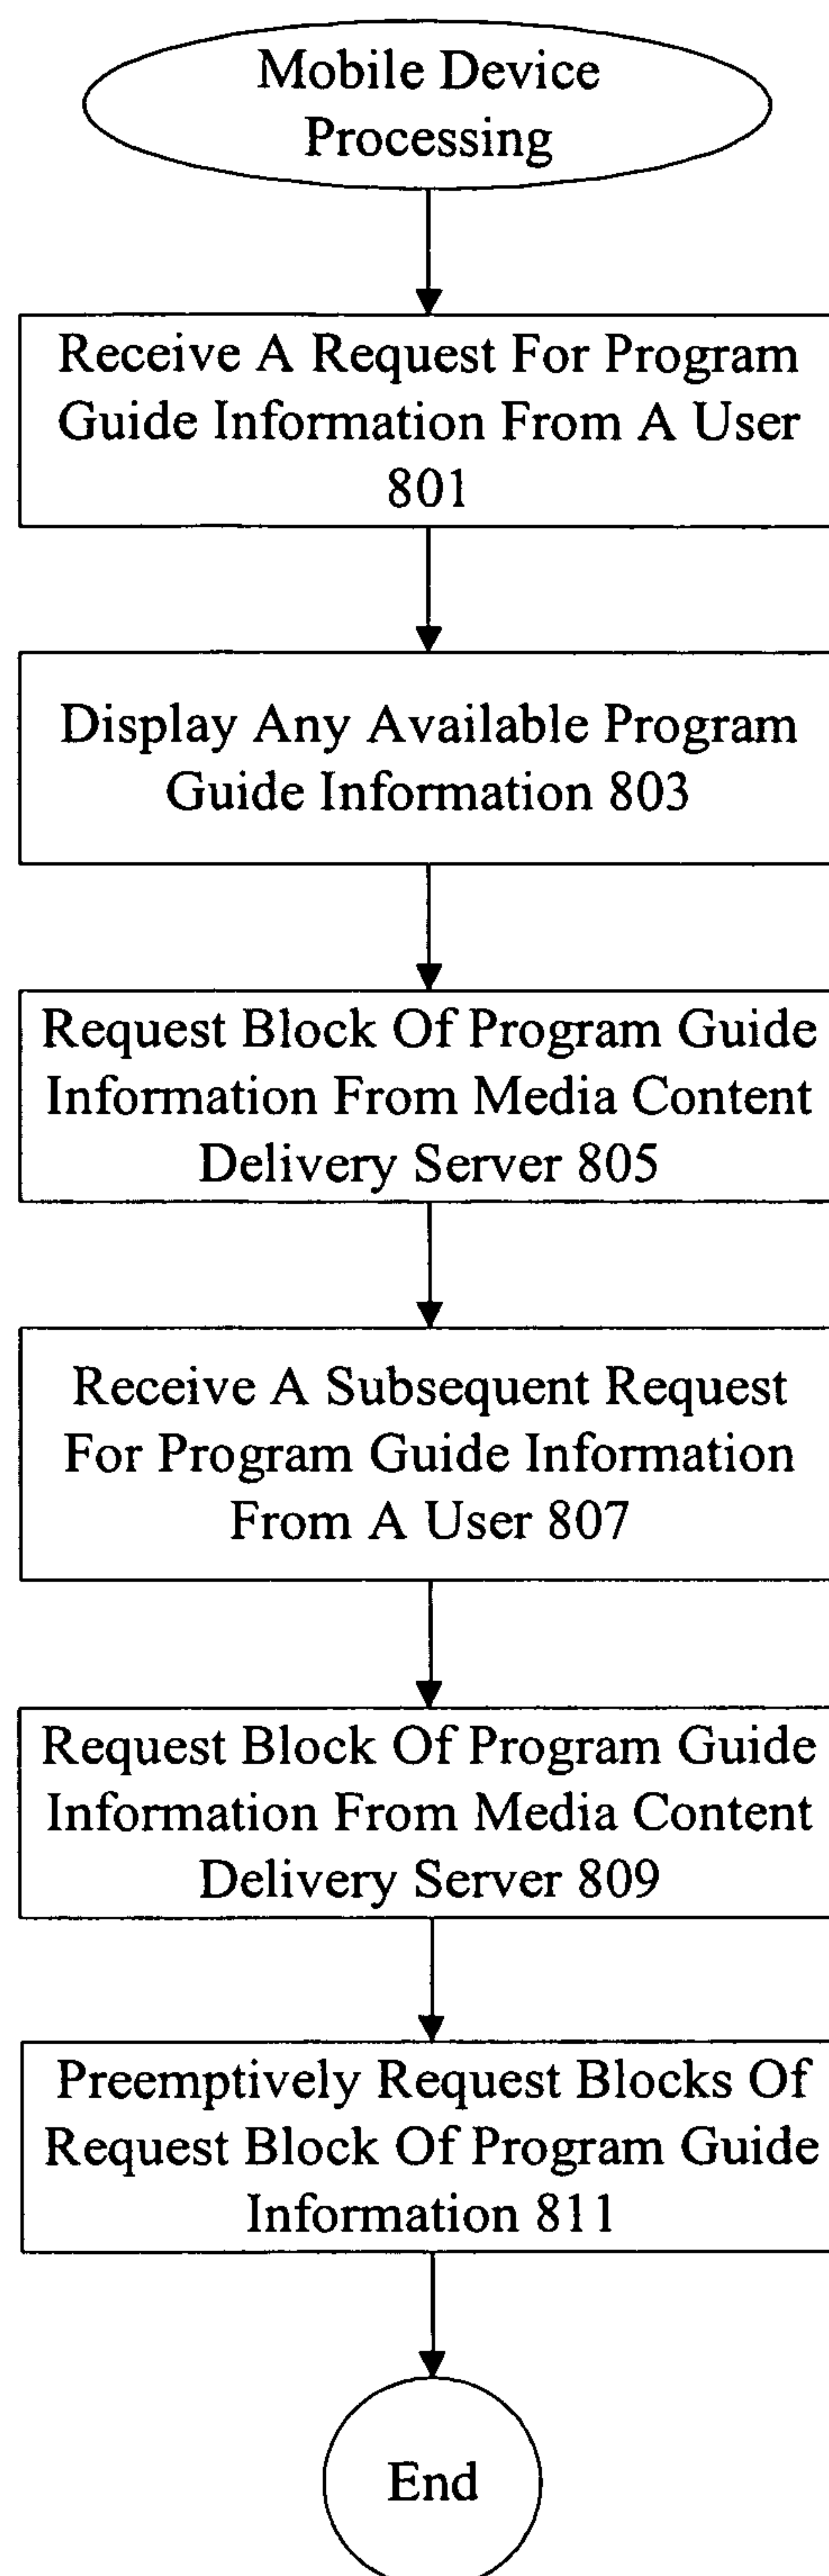 Mobile Device
Processing
Receive A Request For Program
Guide Information From A User
801
Display Any Available Program
Guide Information 803
Request Block Of Program Guide
Information From Media Content
Delivery Server 805
Receive A Subsequent Request
For Program Guide Information
From A User 807
Request Block Of Program Guide
Information From Media Content
Delivery Server 809
Preemptively Request Blocks Of
Request Block Of Program Guide
Information 811
End